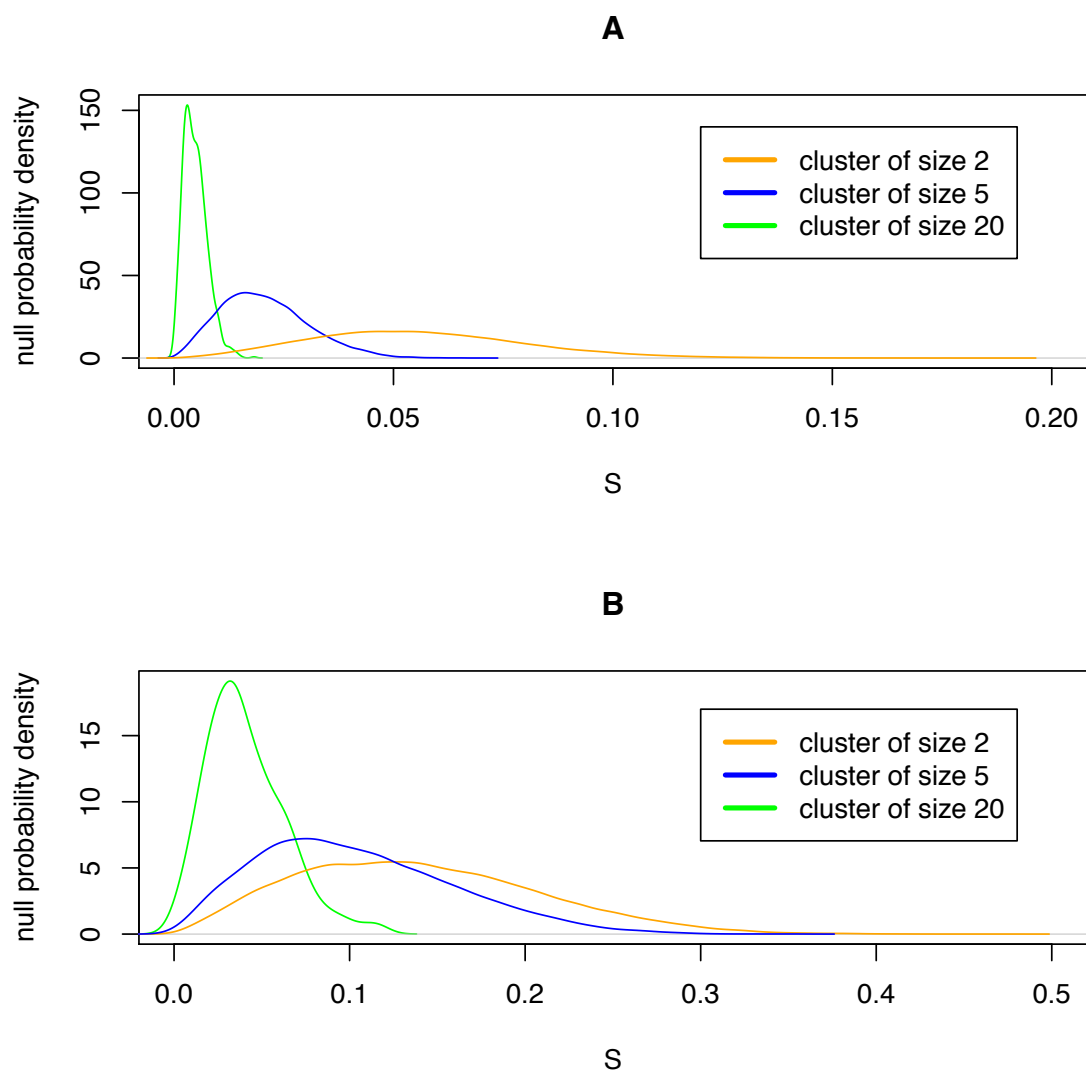 A
null probability density
150
100
50
0
cluster of size 2
cluster of size 5
cluster of size 20
0.00 0.05 0.10 0.15 0.20
S
B
null probability density
15
10
5
0
cluster of size 2
cluster of size 5
cluster of size 20
0.0 0.1 0.2 0.3 0.4 0.5
S